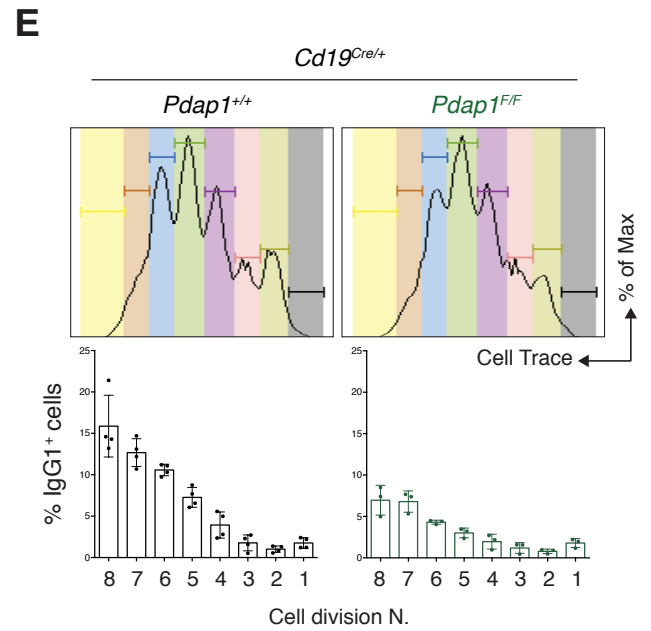 E
Cd19Cre/+
Pdap1+/+
Pdap1F/F
% of Max
Cell Trace
% IgG1+ cells
25
20
15
10
5
0
8 7 6 5 4 3 2 1
25
20
15
10
5
0
8 7 6 5 4 3 2 1
Cell division N.